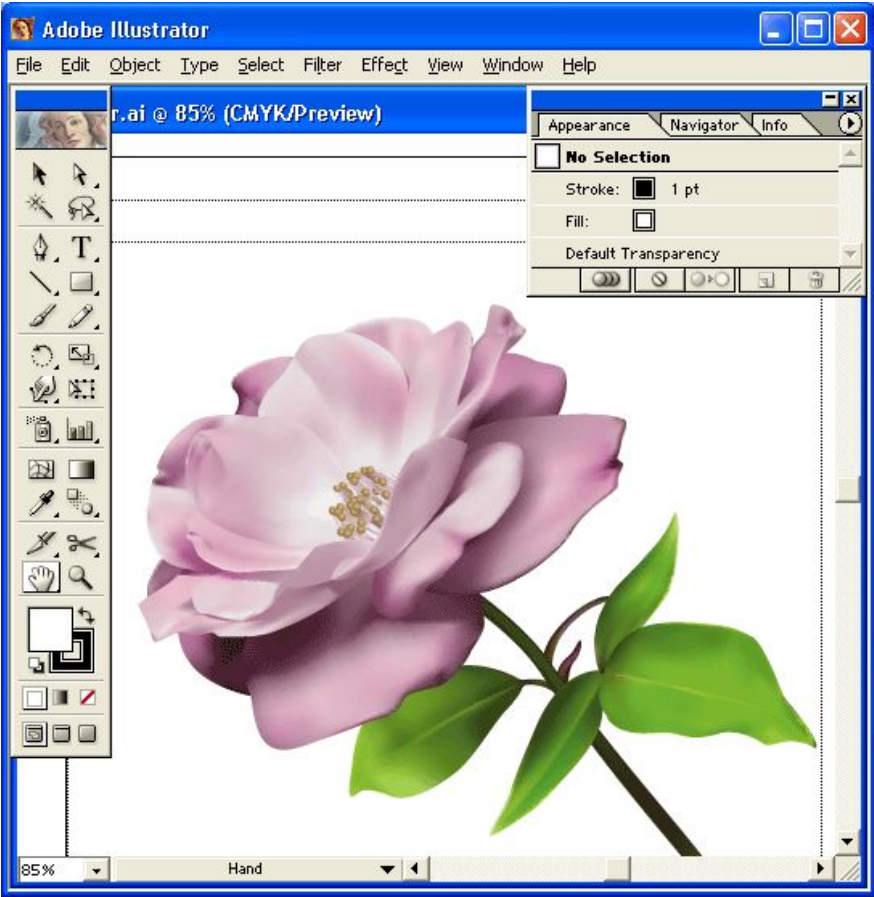 Adobe Illustrator
File Edit Object Type Select Filter Effect View Window Help
r.ai @ 85% (CMYK/Preview)
Appearance Navigator Info
No Selection
Stroke: 1 pt
Fill:
Default Transparency
T
85% Hand